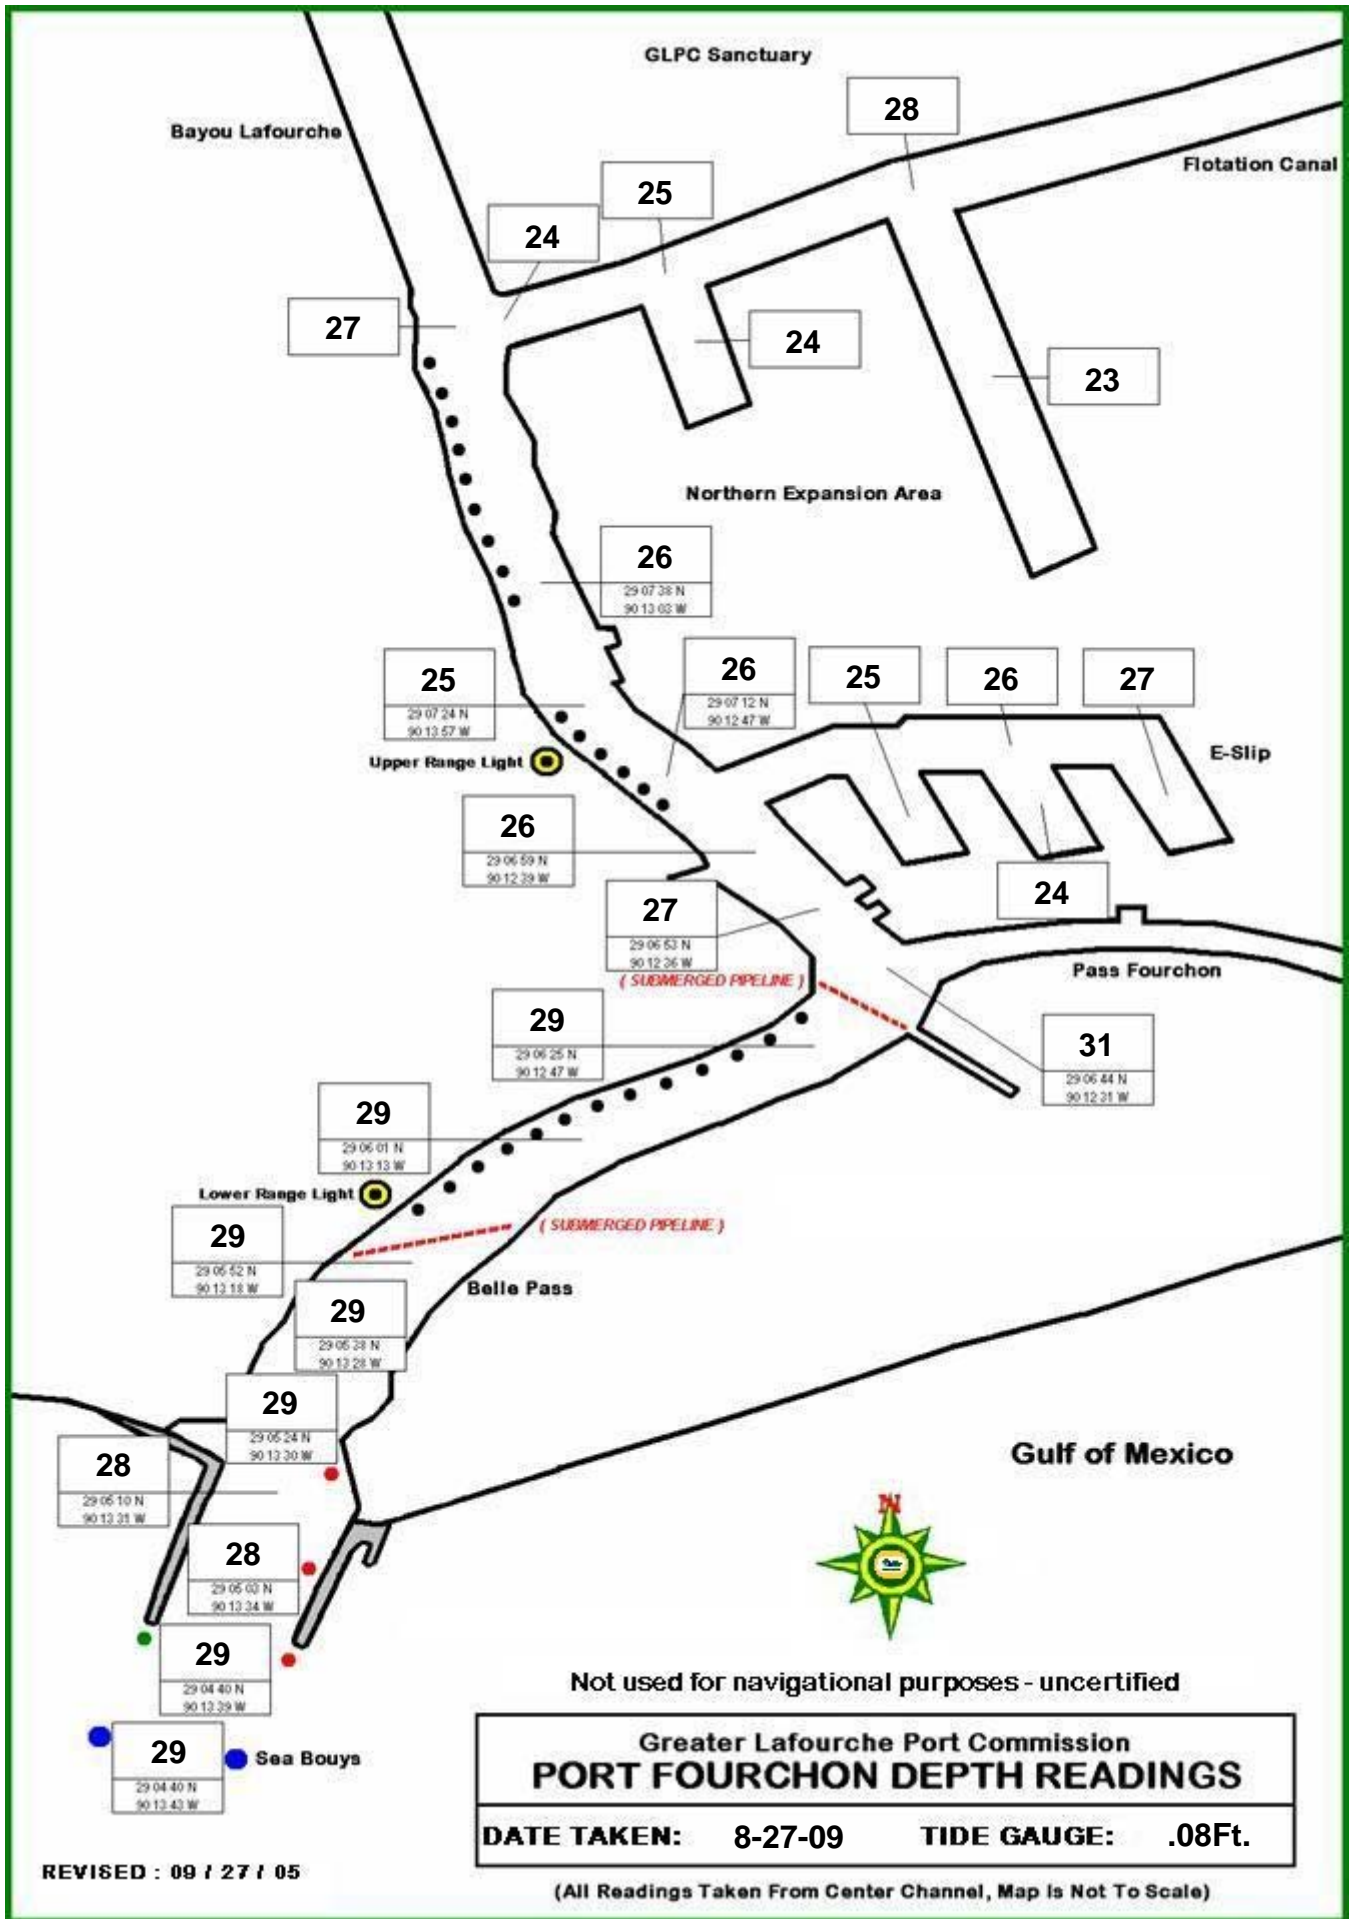 GLPC Sanctuary
28
Bayou Lafourche
Flotation Canal
25
24
27
24
23
Northern Expansion Area
26
29 07 38 N
90 13 03 W
25
29 07 24 N
90 13 57 W
26
29 07 12 N
90 12 47 W
25
26
27
E-Slip
Upper Range Light
26
29 06 59 N
90 12 39 W
24
27
29 06 53 N
90 12 36 W
( SUBMERGED PIPELINE )
Pass Fourchon
29
29 06 25 N
90 12 47 W
31
29 06 44 N
90 12 31 W
29
29 06 01 N
90 13 13 W
Lower Range Light
29
29 05 52 N
90 13 18 W
( SUBMERGED PIPELINE )
Belle Pass
29
29 05 38 N
90 13 28 W
29
29 05 24 N
90 13 30 W
28
29 05 10 N
90 13 31 W
Gulf of Mexico
N
28
29 05 03 N
90 13 34 W
29
29 04 40 N
90 13 39 W
29
29 04 40 N
90 13 43 W
Sea Bouys
Not used for navigational purposes - uncertified
Greater Lafourche Port Commission
PORT FOURCHON DEPTH READINGS
DATE TAKEN: 8-27-09 TIDE GAUGE: .08Ft.
REVISED : 09 / 27 / 05
(All Readings Taken From Center Channel, Map Is Not To Scale)